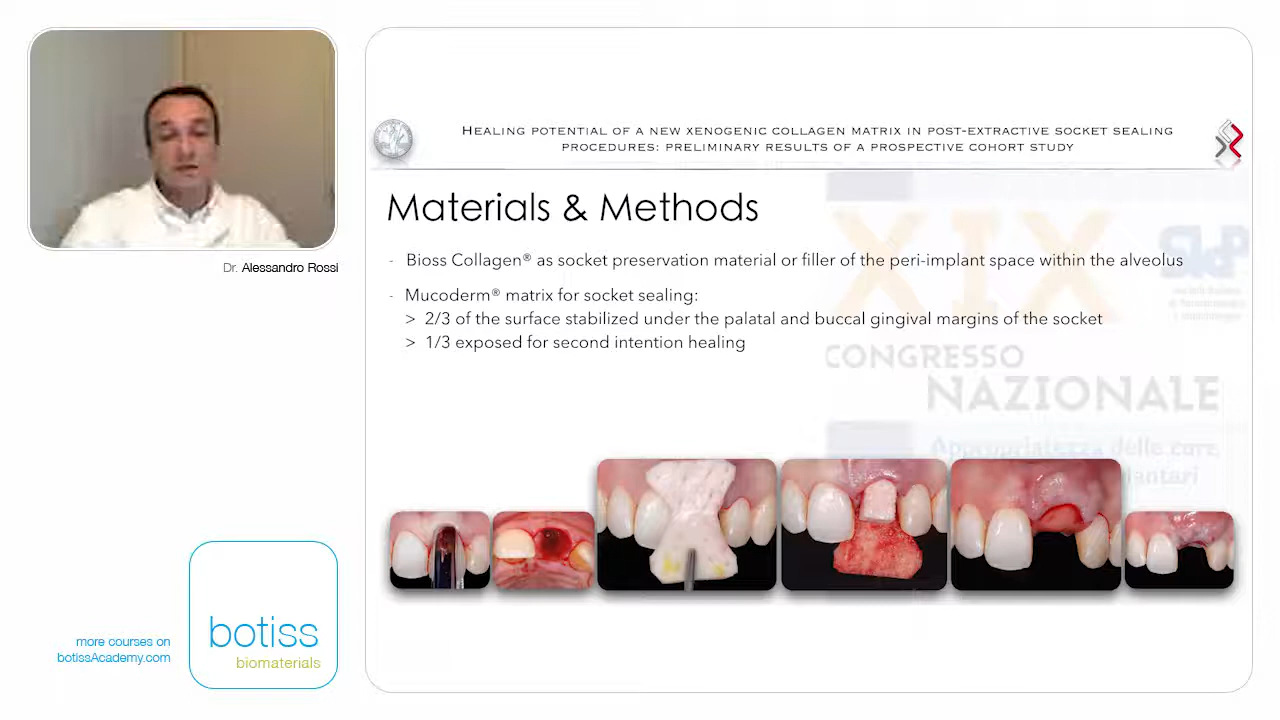 HEALING POTENTIAL OF A NEW XENOGENIC COLLAGEN MATRIX IN POST-EXTRACTIVE SOCKET SEALING
PROCEDURES: PRELIMINARY RESULTS OF A PROSPECTIVE COHORT STUDY
Materials & Methods
- Bioss Collagen® as socket preservation material or filler of the peri-implant space within the alveolus
- Mucoderm® matrix for socket sealing:
> 2/3 of the surface stabilized under the palatal and buccal gingival margins of the socket
> 1/3 exposed for second intention healing
XIX
CONGRESSO
NAZIONALE
Appropriatezza delle cure
Dr. Alessandro Rossi
more courses on
botissAcademy.com
botiss
biomaterials